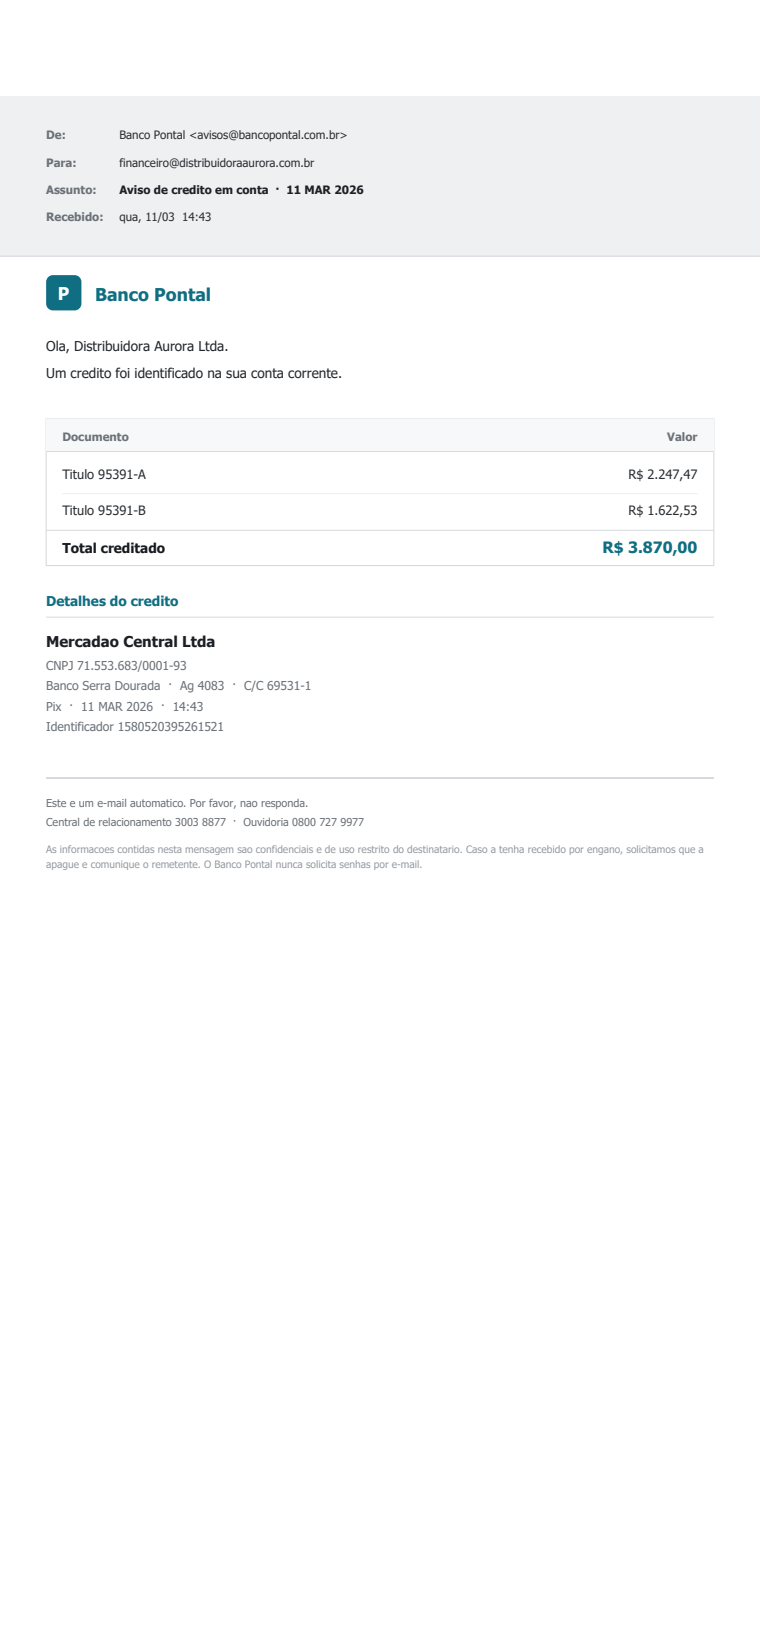 De: Banco Pontal <avisos@bancopontal.com.br>
Para: financeiro@distribuidoraaurora.com.br
Assunto: Aviso de credito em conta · 11 MAR 2026
Recebido: qua, 11/03 14:43
P Banco Pontal
Ola, Distribuidora Aurora Ltda.
Um credito foi identificado na sua conta corrente.
Documento Valor
Titulo 95391-A R$ 2.247,47
Titulo 95391-B R$ 1.622,53
Total creditado R$ 3.870,00
Detalhes do credito
Mercadao Central Ltda
CNPJ 71.553.683/0001-93
Banco Serra Dourada · Ag 4083 · C/C 69531-1
Pix · 11 MAR 2026 · 14:43
Identificador 1580520395261521
Este e um e-mail automatico. Por favor, nao responda.
Central de relacionamento 3003 8877 · Ouvidoria 0800 727 9977
As informacoes contidas nesta mensagem sao confidenciais e de uso restrito do destinatario. Caso a tenha recebido por engano, solicitamos que a
apague e comunique o remetente. O Banco Pontal nunca solicita senhas por e-mail.